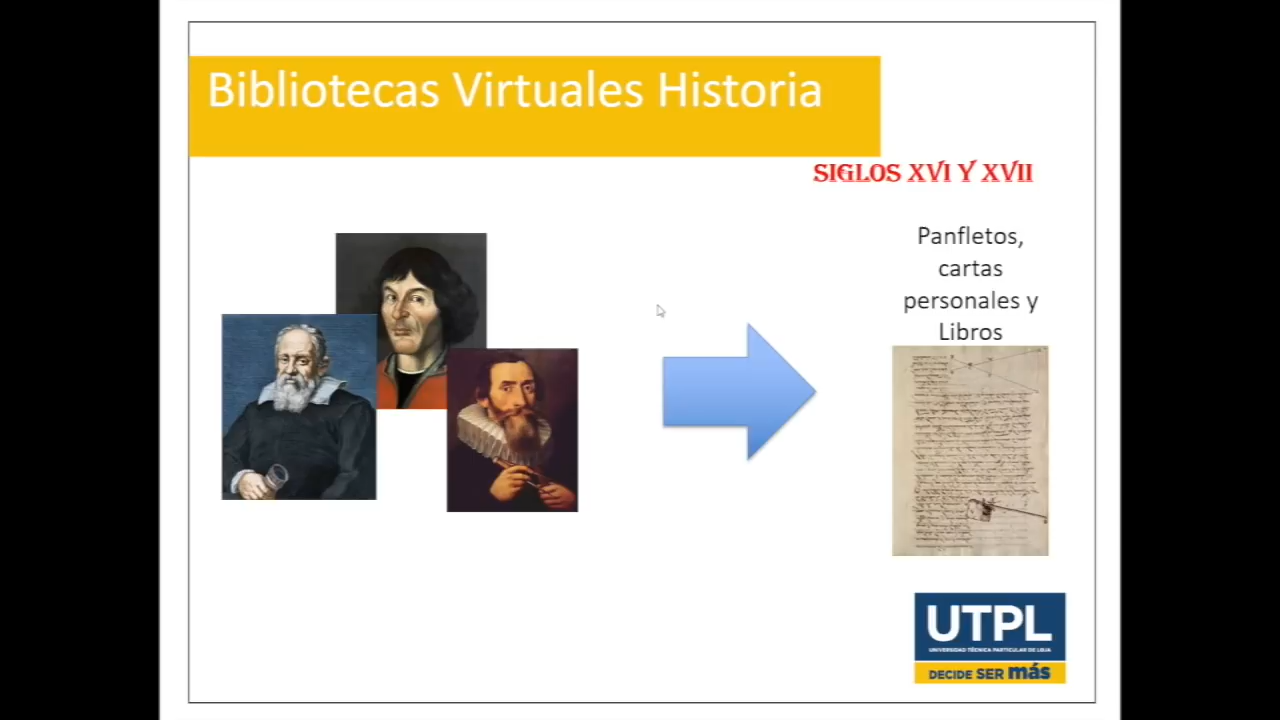 Bibliotecas Virtuales Historia
SIGLOS XVI Y XVII
Panfletos,
cartas
personales y
Libros
UTPL
UNIVERSIDAD TÉCNICA PARTICULAR DE LOJA
DECIDE SER más